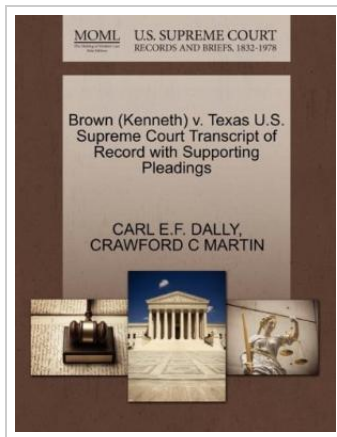 MOML
U.S. SUPREME COURT
RECORDS AND BRIEFS, 1832-1978
Brown (Kenneth) v. Texas U.S.
Supreme Court Transcript of
Record with Supporting
Pleadings
CARL E.F. DALLY,
CRAWFORD C MARTIN